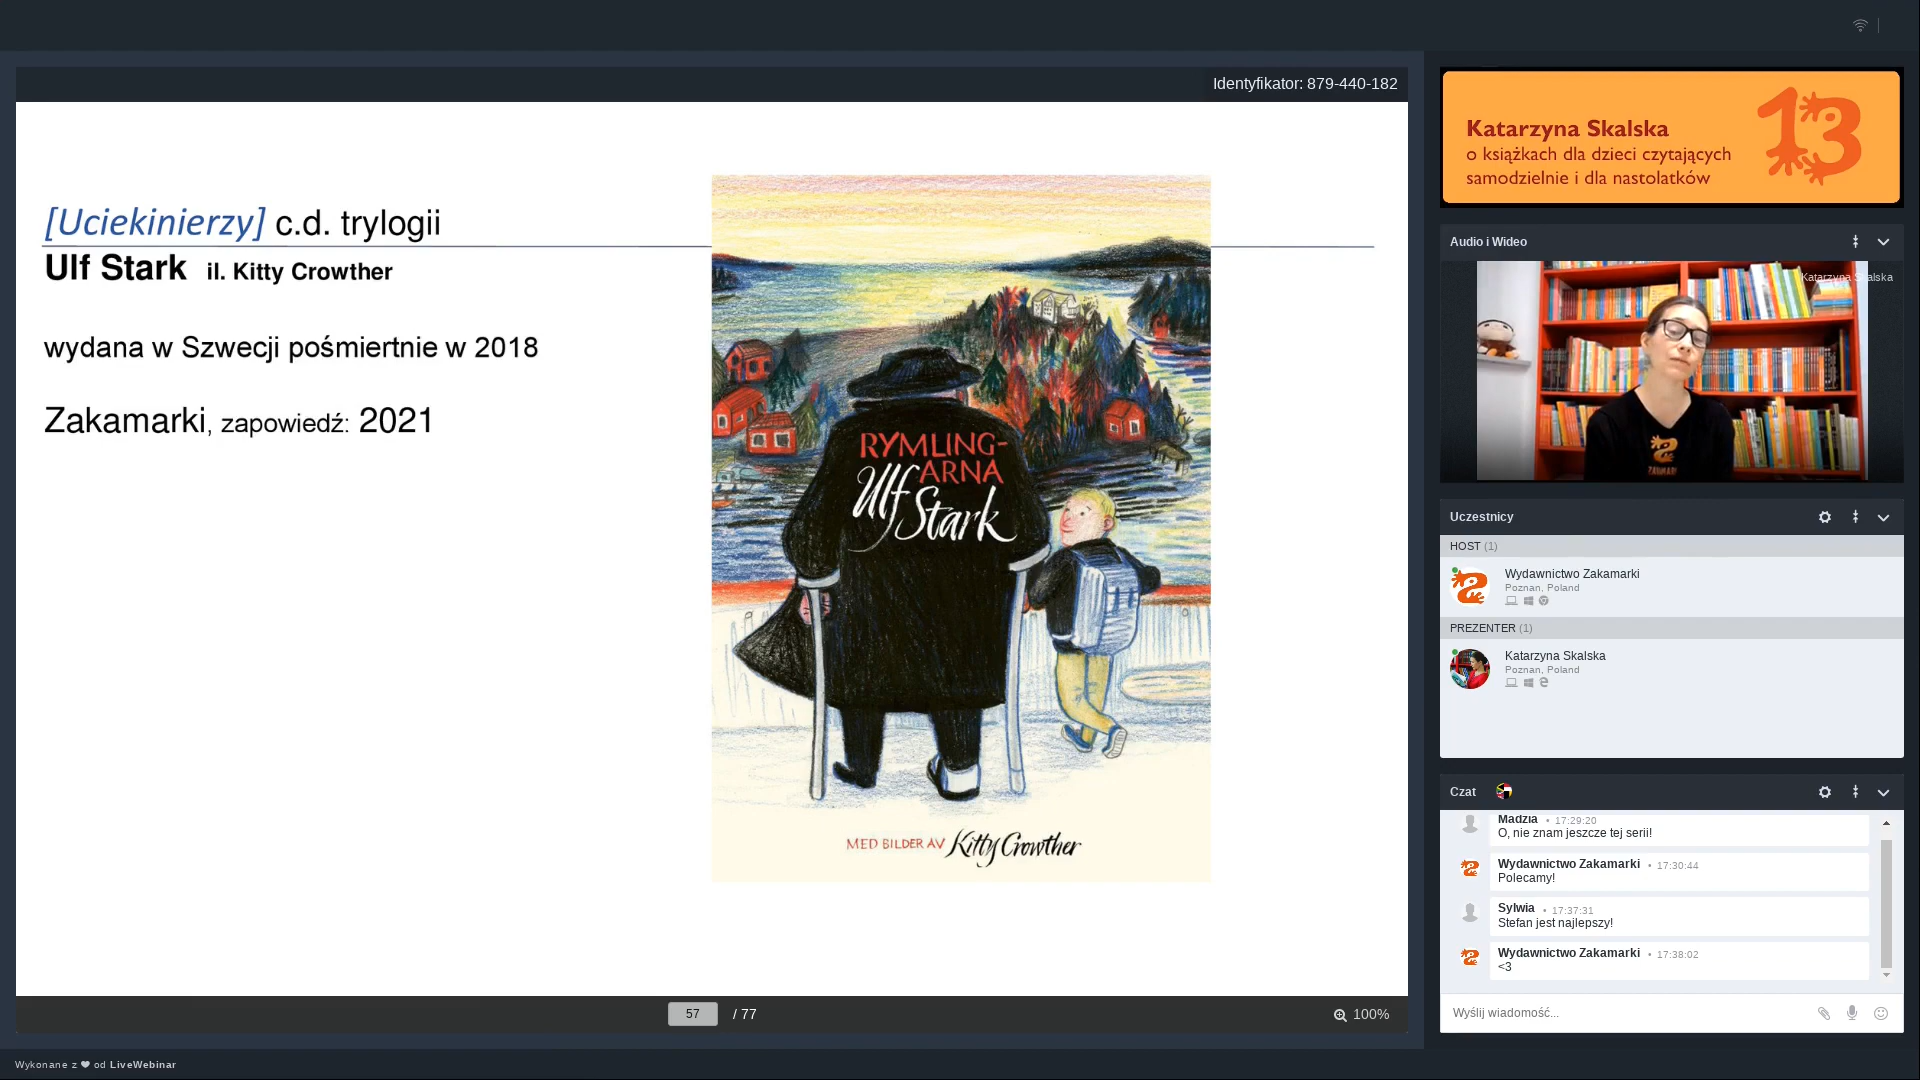 Identyfikator: 879-440-182
[Uciekinierzy] c.d. trylogii
Ulf Stark il. Kitty Crowther
wydana w Szwecji pośmiertnie w 2018
Zakamarki, zapowiedź: 2021
RYMLING-
ARNA
Ulf
Stark
MED BILDER AV Kitty Crowther
57 / 77
100%
Wykonane z ❤ od LiveWebinar
Katarzyna Skalska
o książkach dla dzieci czytających
samodzielnie i dla nastolatków
13
Audio i Wideo
Katarzyna Skalska
ZAKAMARKI
Uczestnicy
HOST (1)
Wydawnictwo Zakamarki
Poznan, Poland
PREZENTER (1)
Katarzyna Skalska
Poznan, Poland
Czat
Madzia • 17:29:20
O, nie znam jeszcze tej serii!
Wydawnictwo Zakamarki • 17:30:44
Polecamy!
Sylwia • 17:37:31
Stefan jest najlepszy!
Wydawnictwo Zakamarki • 17:38:02
<3
Wyślij wiadomość...